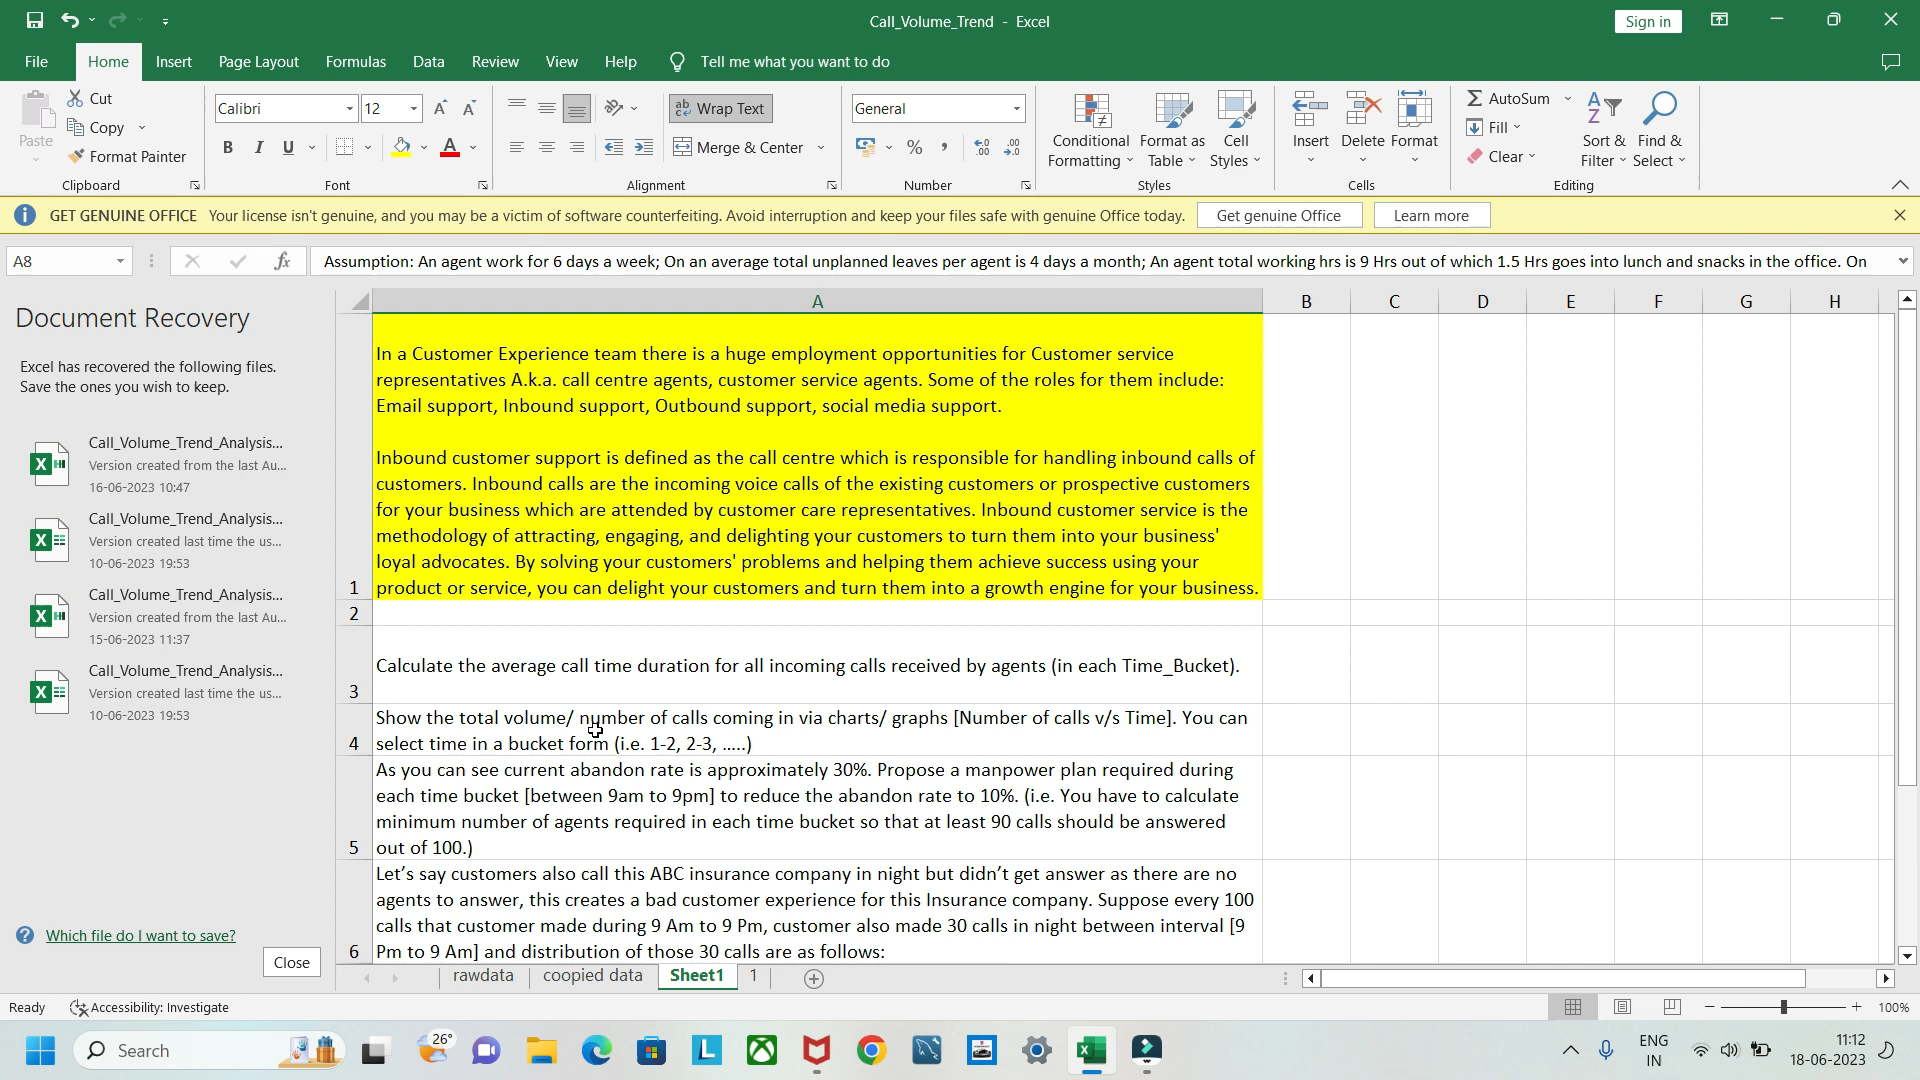 Call_Volume_Trend - Excel
Sign in
File Home Insert Page Layout Formulas Data Review View Help Tell me what you want to do
Paste
Cut
Copy
Format Painter
Clipboard
Calibri 12
B I U
Font
Wrap Text
Merge & Center
Alignment
General
Number
Conditional Formatting
Format as Table
Cell Styles
Styles
Insert Delete Format
Cells
AutoSum
Fill
Clear
Sort & Filter
Find & Select
Editing
GET GENUINE OFFICE Your license isn't genuine, and you may be a victim of software counterfeiting. Avoid interruption and keep your files safe with genuine Office today. Get genuine Office Learn more
A8 fx Assumption: An agent work for 6 days a week; On an average total unplanned leaves per agent is 4 days a month; An agent total working hrs is 9 Hrs out of which 1.5 Hrs goes into lunch and snacks in the office. On
Document Recovery
Excel has recovered the following files.
Save the ones you wish to keep.
Call_Volume_Trend_Analysis...
Version created from the last Au...
16-06-2023 10:47
Call_Volume_Trend_Analysis...
Version created last time the us...
10-06-2023 19:53
Call_Volume_Trend_Analysis...
Version created from the last Au...
15-06-2023 11:37
Call_Volume_Trend_Analysis...
Version created last time the us...
10-06-2023 19:53
Which file do I want to save?
Close
A B C D E F G H
In a Customer Experience team there is a huge employment opportunities for Customer service
representatives A.k.a. call centre agents, customer service agents. Some of the roles for them include:
Email support, Inbound support, Outbound support, social media support.
Inbound customer support is defined as the call centre which is responsible for handling inbound calls of
customers. Inbound calls are the incoming voice calls of the existing customers or prospective customers
for your business which are attended by customer care representatives. Inbound customer service is the
methodology of attracting, engaging, and delighting your customers to turn them into your business'
loyal advocates. By solving your customers' problems and helping them achieve success using your
1 product or service, you can delight your customers and turn them into a growth engine for your business.
2
Calculate the average call time duration for all incoming calls received by agents (in each Time_Bucket).
3
Show the total volume/ number of calls coming in via charts/ graphs [Number of calls v/s Time]. You can
4 select time in a bucket form (i.e. 1-2, 2-3, …..)
As you can see current abandon rate is approximately 30%. Propose a manpower plan required during
each time bucket [between 9am to 9pm] to reduce the abandon rate to 10%. (i.e. You have to calculate
minimum number of agents required in each time bucket so that at least 90 calls should be answered
5 out of 100.)
Let’s say customers also call this ABC insurance company in night but didn’t get answer as there are no
agents to answer, this creates a bad customer experience for this Insurance company. Suppose every 100
calls that customer made during 9 Am to 9 Pm, customer also made 30 calls in night between interval [9
6 Pm to 9 Am] and distribution of those 30 calls are as follows:
rawdata coopied data Sheet1 1
Ready Accessibility: Investigate 100%
Search
26°
ENG
IN
11:12
18-06-2023